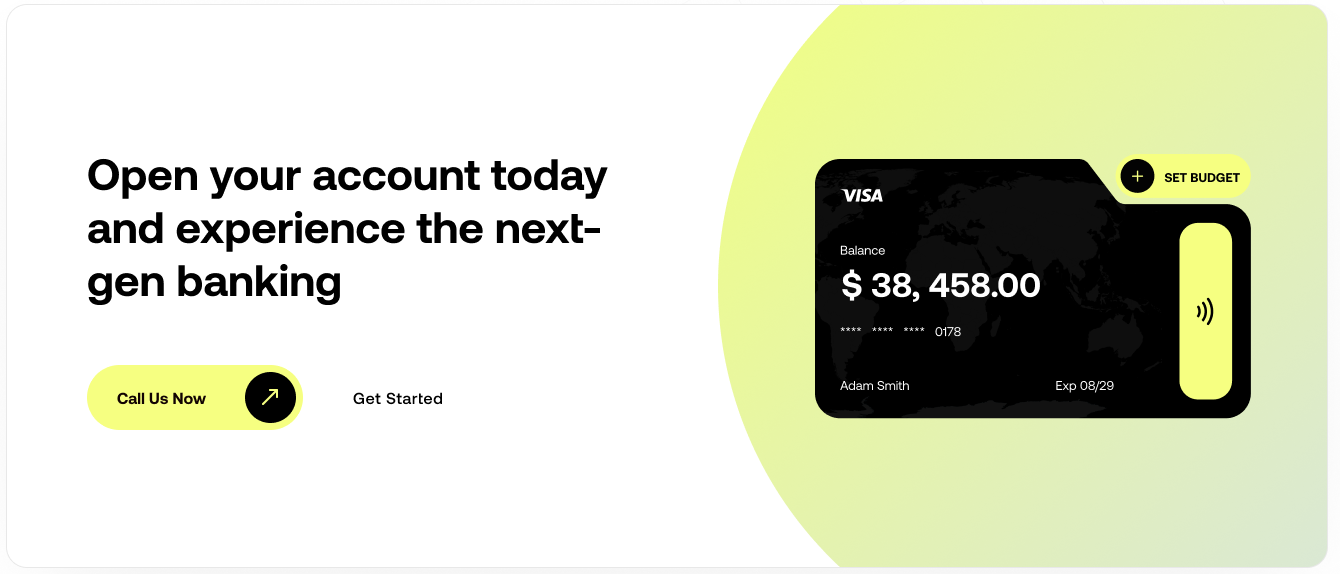 Open your account today
and experience the next-
gen banking
Call Us Now
Get Started
VISA
SET BUDGET
Balance
$ 38, 458.00
**** **** **** 0178
Adam Smith
Exp 08/29